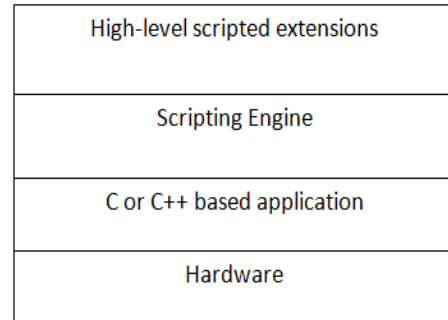 High-level scripted extensions
Scripting Engine
C or C++ based application
Hardware